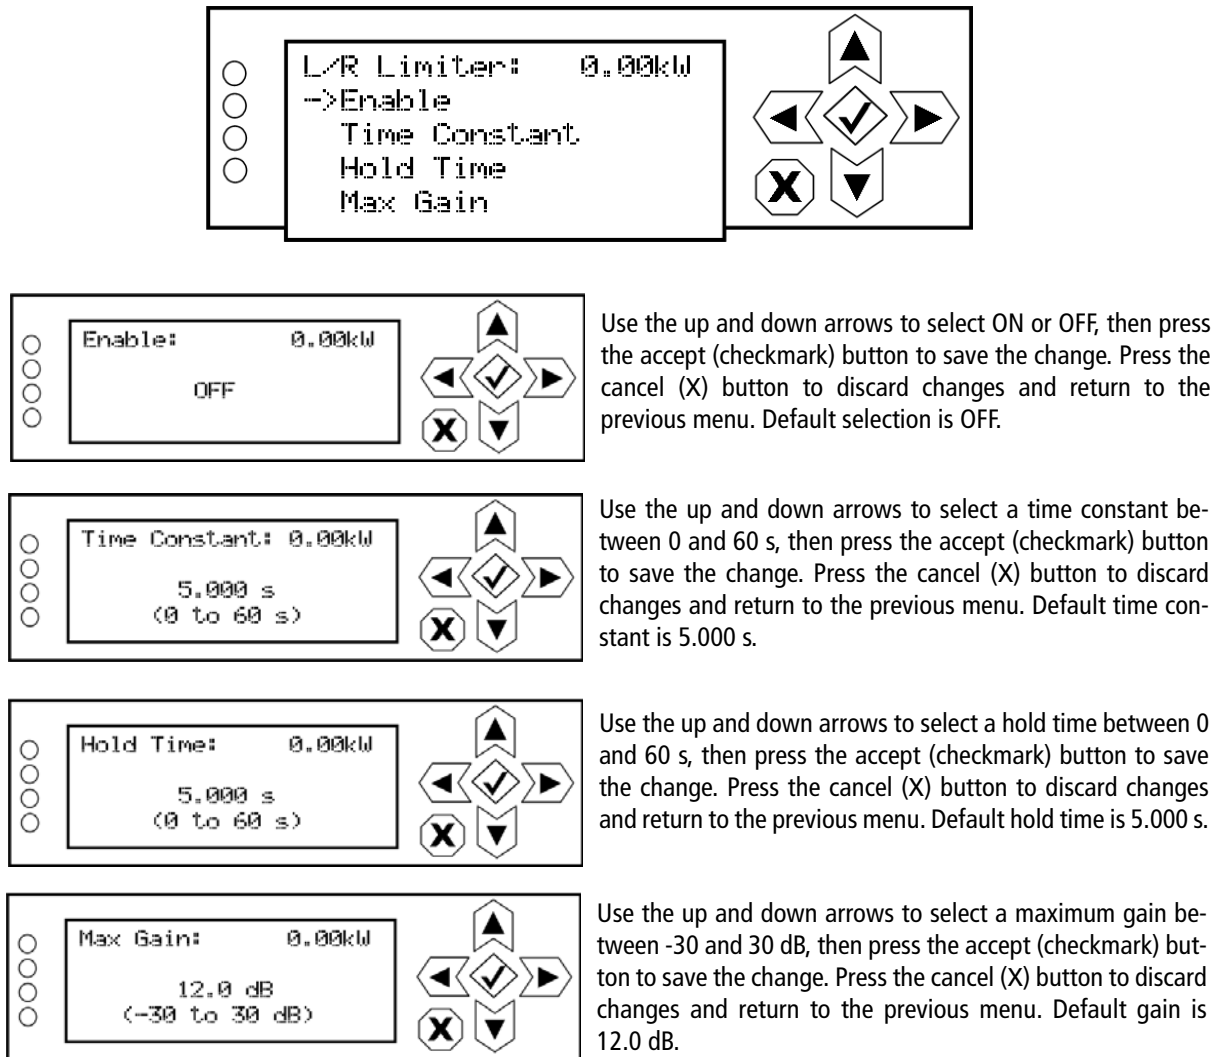 L/R Limiter: 0.00kW
->Enable
Time Constant
Hold Time
Max Gain
Enable: 0.00kW
OFF
Use the up and down arrows to select ON or OFF, then press
the accept (checkmark) button to save the change. Press the
cancel (X) button to discard changes and return to the
previous menu. Default selection is OFF.
Time Constant: 0.00kW
5.000 s
(0 to 60 s)
Use the up and down arrows to select a time constant be-
tween 0 and 60 s, then press the accept (checkmark) button
to save the change. Press the cancel (X) button to discard
changes and return to the previous menu. Default time con-
stant is 5.000 s.
Hold Time: 0.00kW
5.000 s
(0 to 60 s)
Use the up and down arrows to select a hold time between 0
and 60 s, then press the accept (checkmark) button to save
the change. Press the cancel (X) button to discard changes
and return to the previous menu. Default hold time is 5.000 s.
Max Gain: 0.00kW
12.0 dB
(-30 to 30 dB)
Use the up and down arrows to select a maximum gain be-
tween -30 and 30 dB, then press the accept (checkmark) but-
ton to save the change. Press the cancel (X) button to discard
changes and return to the previous menu. Default gain is
12.0 dB.